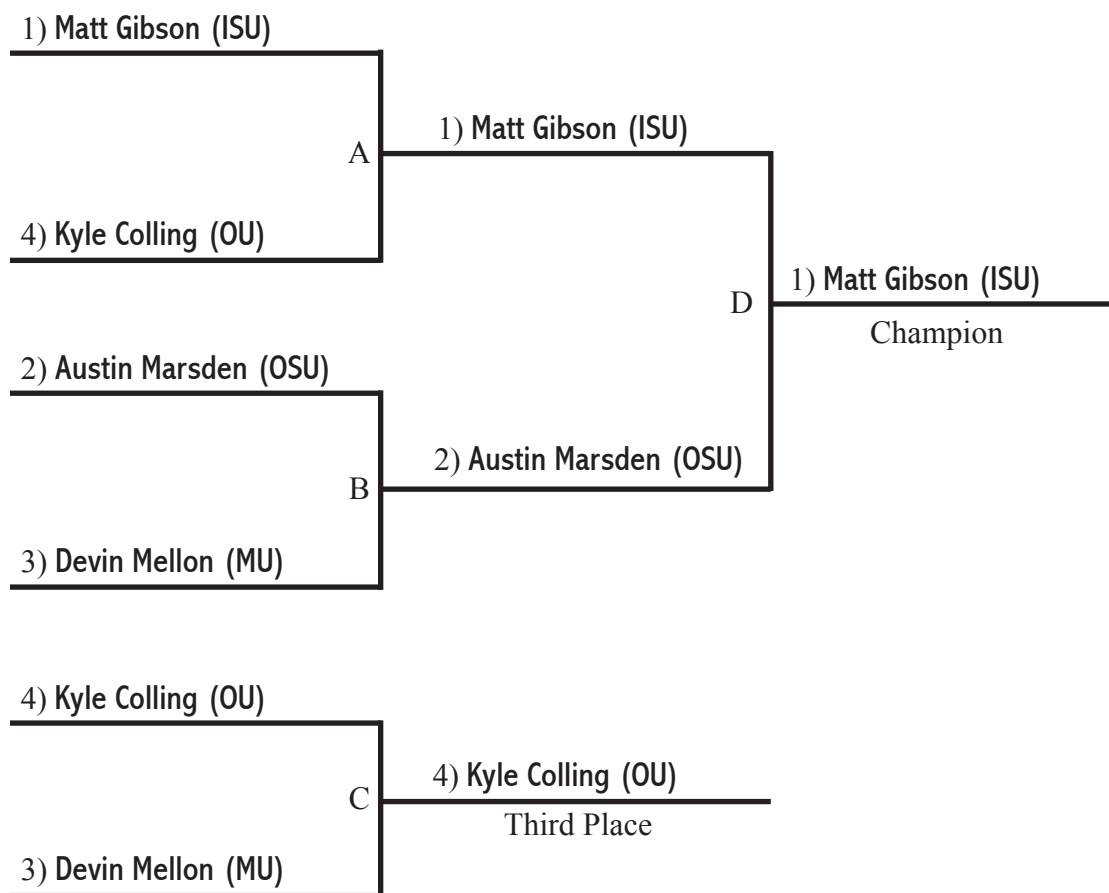 1) Matt Gibson (ISU)
A
1) Matt Gibson (ISU)
4) Kyle Colling (OU)
D
1) Matt Gibson (ISU)
Champion
2) Austin Marsden (OSU)
B
2) Austin Marsden (OSU)
3) Devin Mellon (MU)
4) Kyle Colling (OU)
C
4) Kyle Colling (OU)
Third Place
3) Devin Mellon (MU)